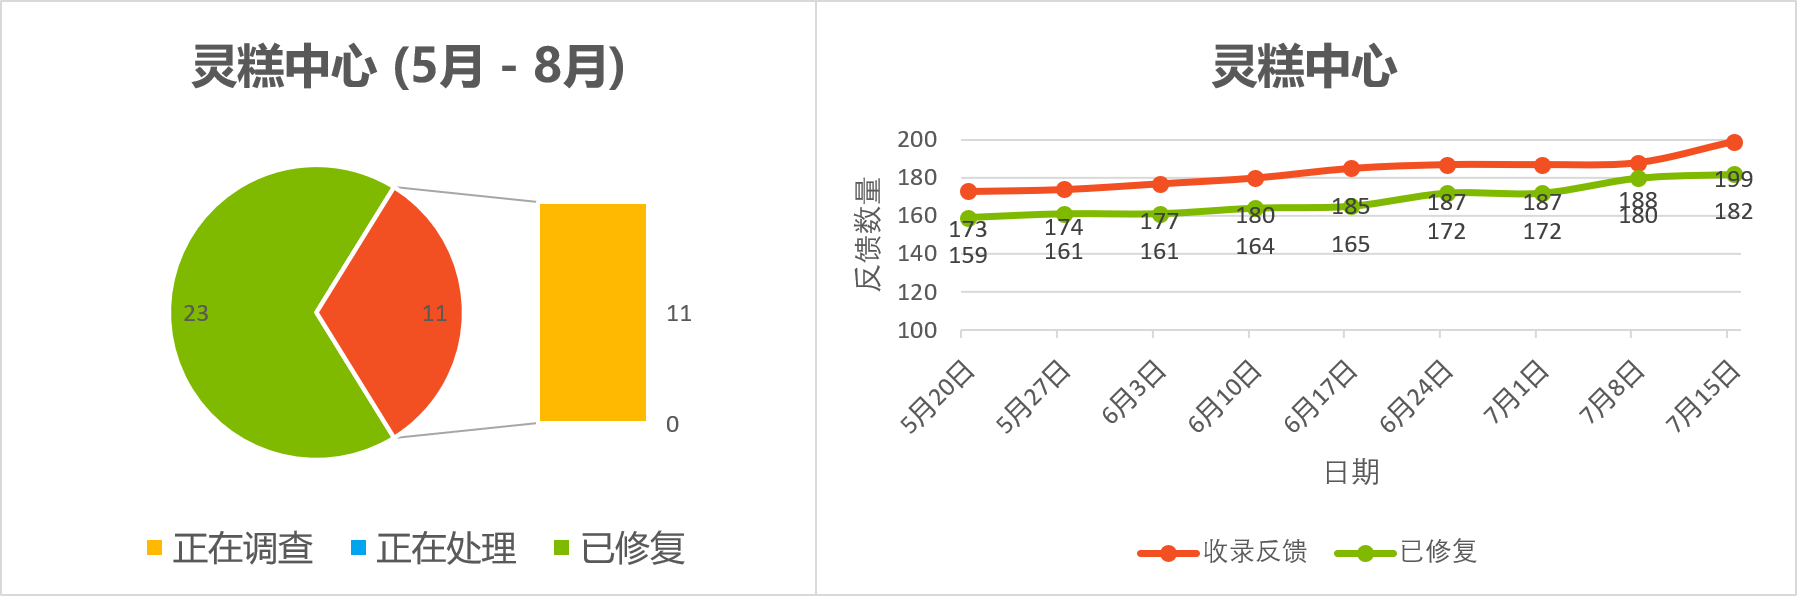 灵糕中心 (5月 - 8月)
23
11
11
0
正在调查 正在处理 已修复
灵糕中心
反馈数量
200
180
160
140
120
100
173 174 177 180 185 187 187 188 199
159 161 161 164 165 172 172 180 182
5月20日 5月27日 6月3日 6月10日 6月17日 6月24日 7月1日 7月8日 7月15日
日期
收录反馈 已修复